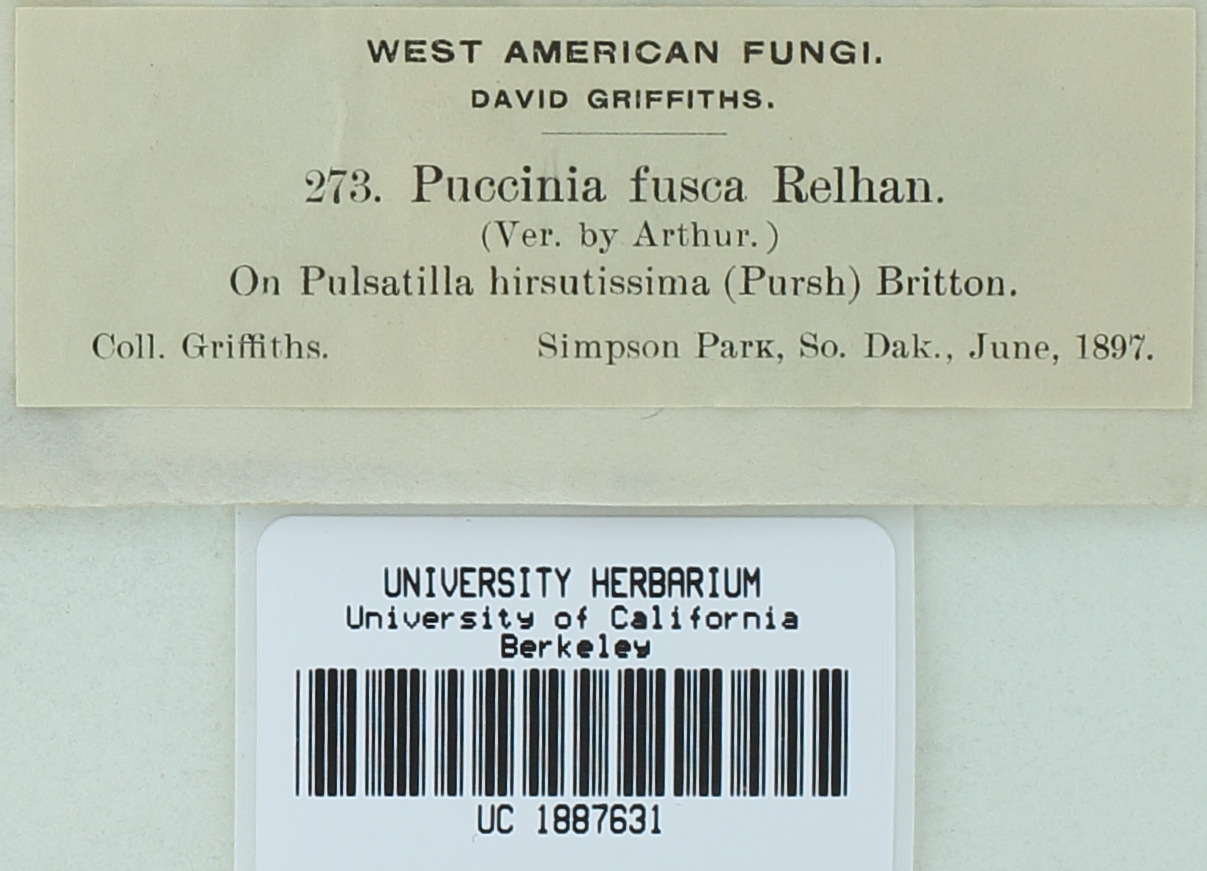 WEST AMERICAN FUNGI.
DAVID GRIFFITHS.
273. Puccinia fusca Relhan.
(Ver. by Arthur.)
On Pulsatilla hirsutissima (Pursh) Britton.
Coll. Griffiths. Simpson Park, So. Dak., June, 1897.
UNIVERSITY HERBARIUM
University of California
Berkeley
UC 1887631